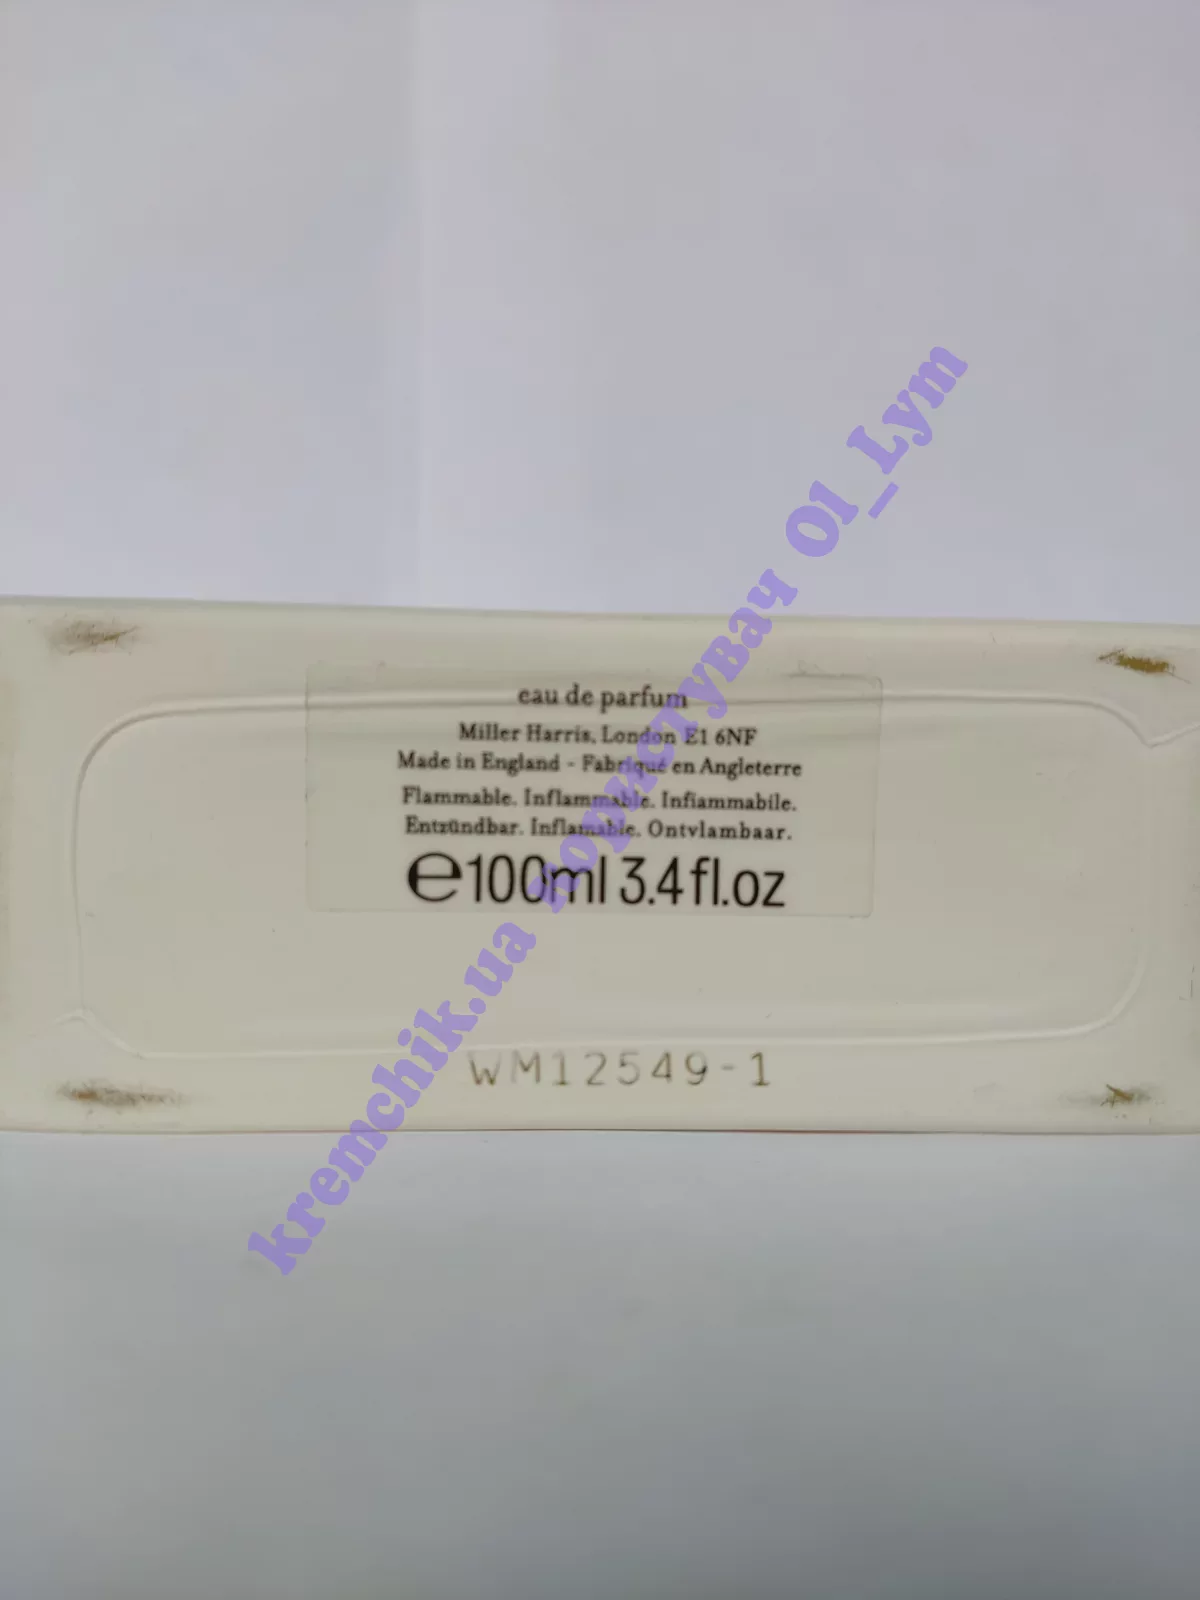 eau de parfum
Miller Harris, London E1 6NF
Made in England - Fabriqué en Angleterre
Flammable. Inflammable. Infiammabile.
Entzündbar. Inflamable. Ontvlambaar.
℮100ml 3.4fl.oz
WM12549-1
kremchik.ua користувач Ol_Lym